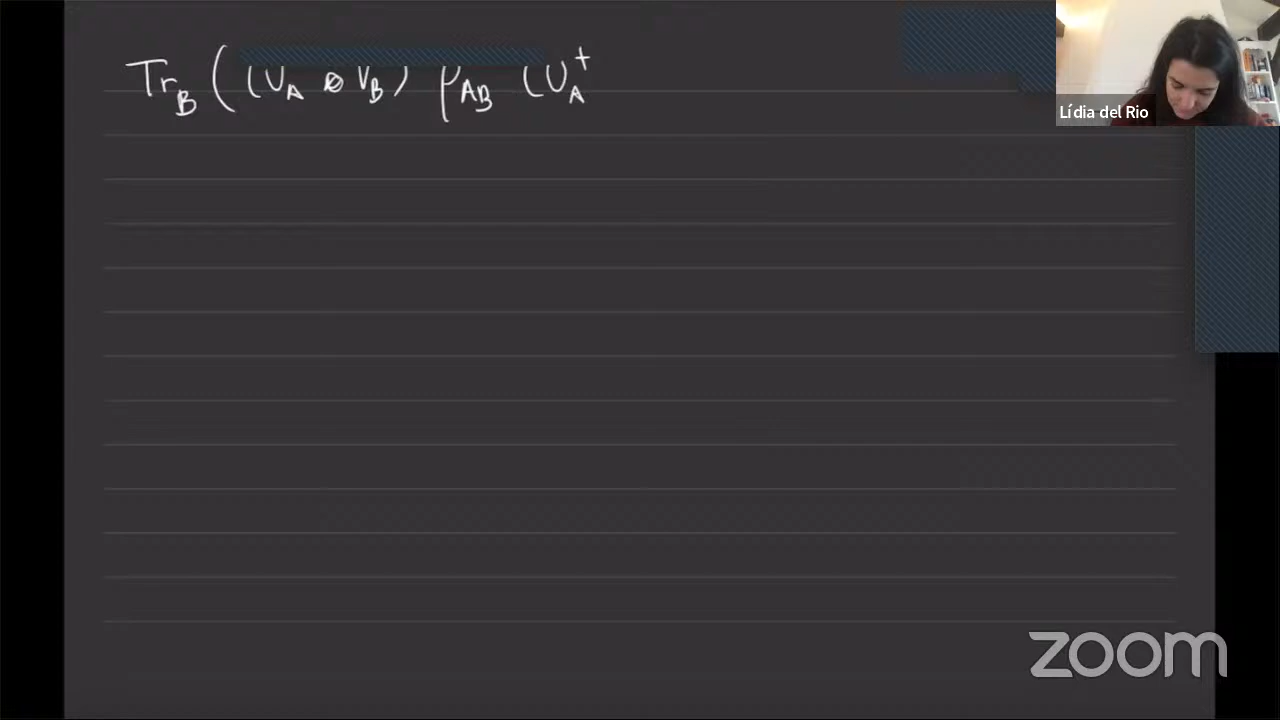 Tr_B ( (U_A ⊗ V_B) ρ_AB (U_A^†
Lídia del Rio
zoom